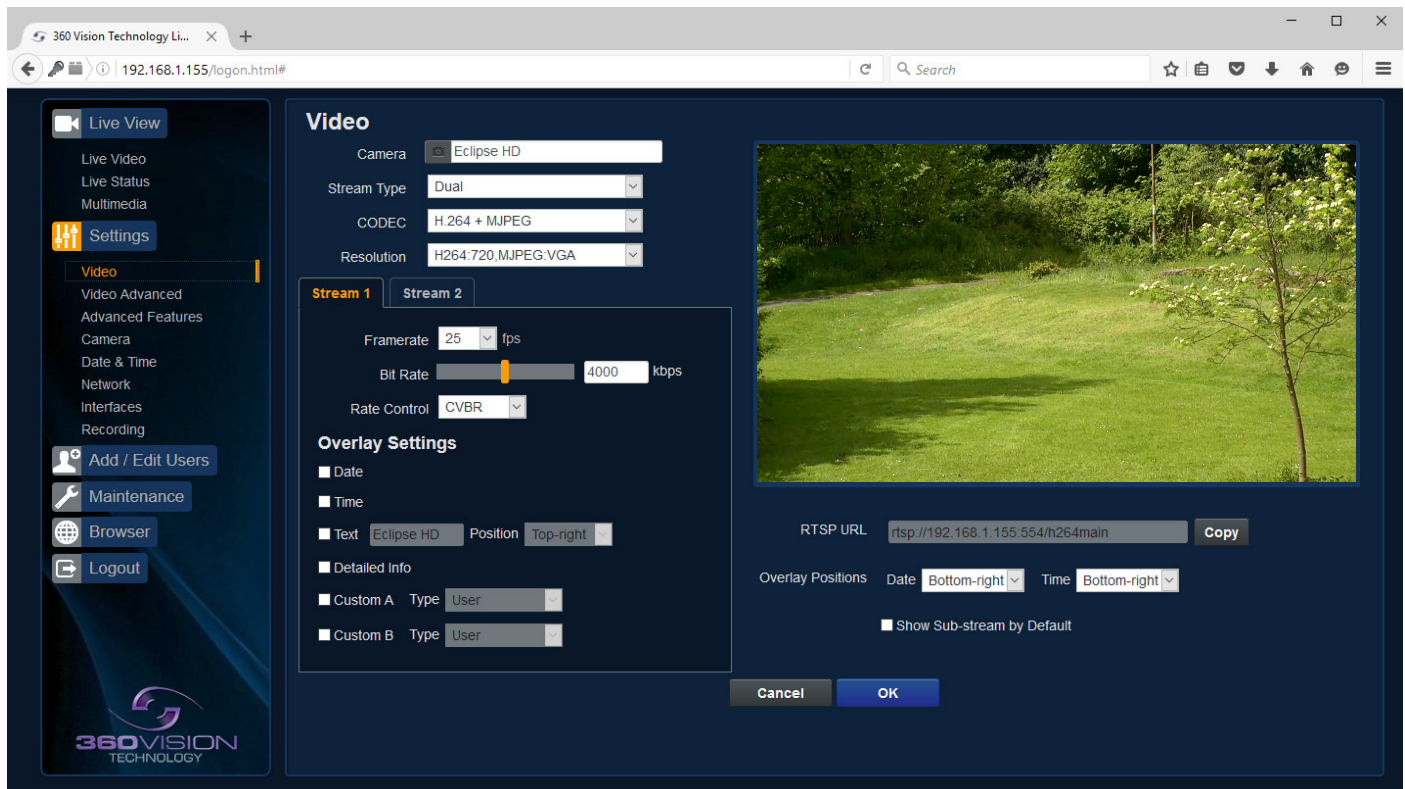 360 Vision Technology Li...
192.168.1.155/logon.html#
Search
Live View
Live Video
Live Status
Multimedia
Settings
Video
Video Advanced
Advanced Features
Camera
Date & Time
Network
Interfaces
Recording
Add / Edit Users
Maintenance
Browser
Logout
360VISION
TECHNOLOGY
Video
Camera Eclipse HD
Stream Type Dual
CODEC H.264 + MJPEG
Resolution H264:720,MJPEG:VGA
Stream 1 Stream 2
Framerate 25 fps
Bit Rate 4000 kbps
Rate Control CVBR
Overlay Settings
Date
Time
Text Eclipse HD Position Top-right
Detailed Info
Custom A Type User
Custom B Type User
RTSP URL rtsp://192.168.1.155:554/h264main Copy
Overlay Positions Date Bottom-right Time Bottom-right
Show Sub-stream by Default
Cancel OK